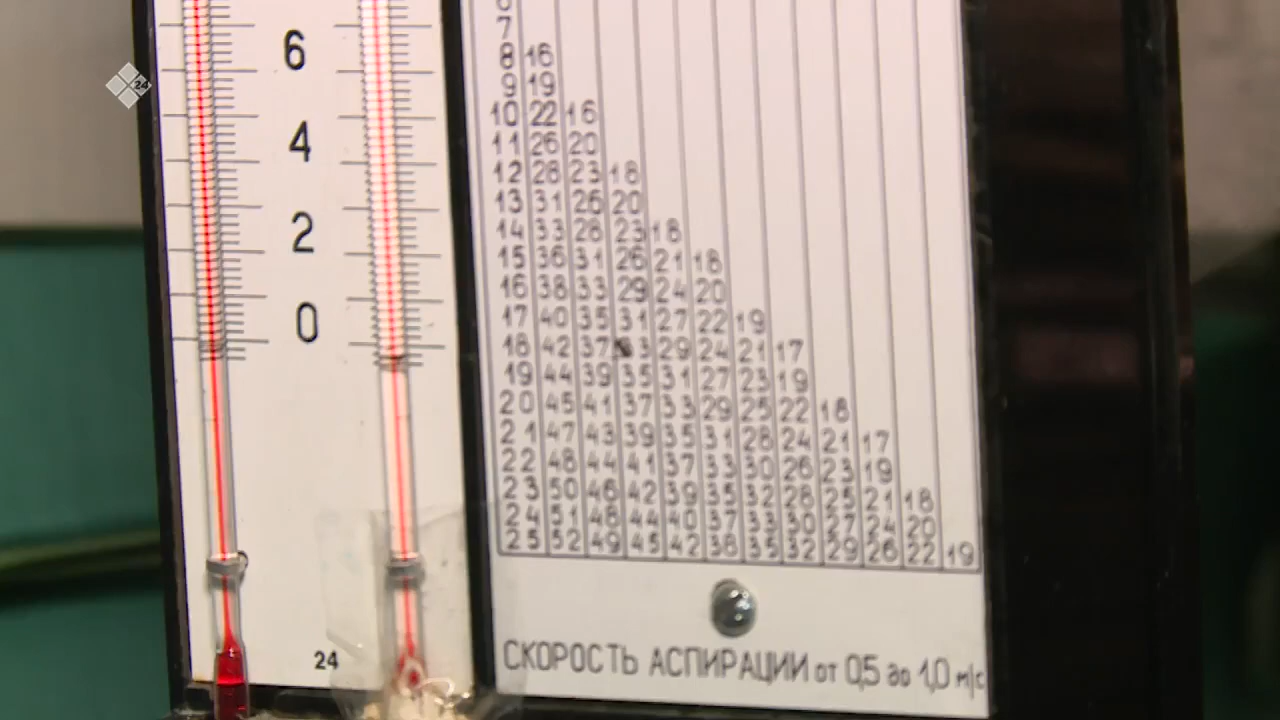 24
6
4
2
0
24
7
8 16
9 19
10 22 16
11 26 20
12 28 23 18
13 31 26 20
14 33 28 23 18
15 36 31 26 21 18
16 38 33 29 24 20
17 40 35 31 27 22 19
18 42 37 33 29 24 21 17
19 44 39 35 31 27 23 19
20 45 41 37 33 29 25 22 18
21 47 43 39 35 31 28 24 21 17
22 48 44 41 37 33 30 26 23 19
23 50 46 42 39 35 32 28 25 21 18
24 51 48 44 40 37 33 30 27 24 20
25 52 49 45 42 38 35 32 29 26 22 19
СКОРОСТЬ АСПИРАЦИИ от 0,5 до 1,0 м/с